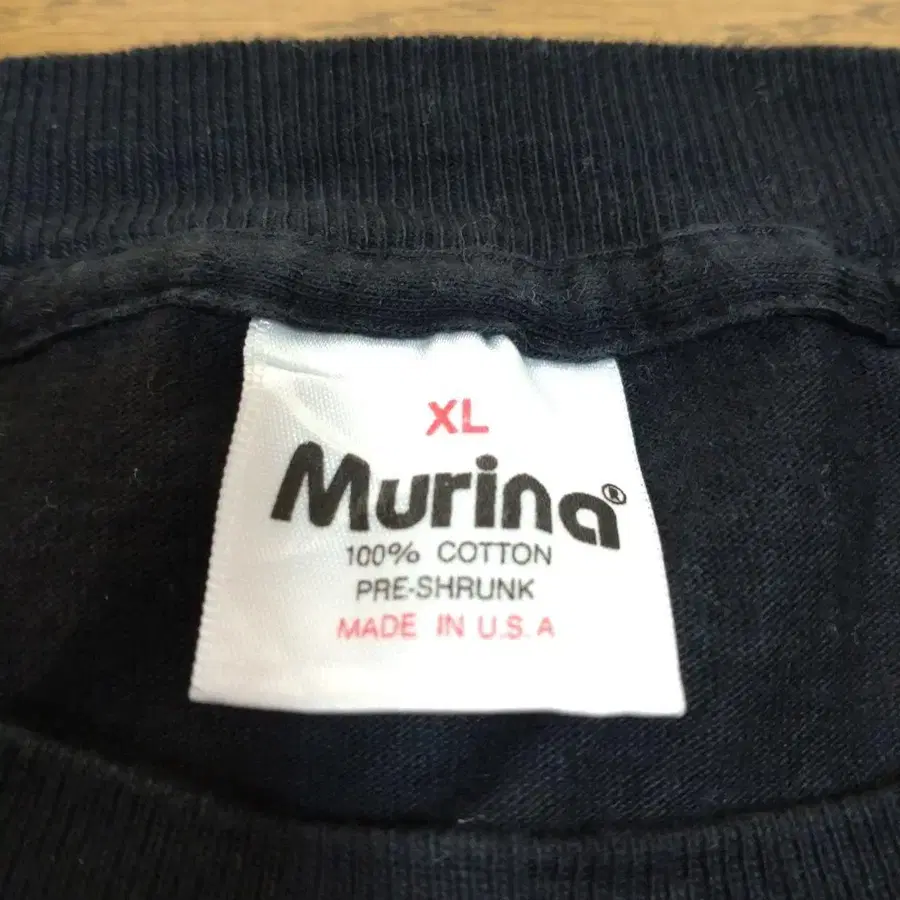 XL
Murina®
100% COTTON
PRE-SHRUNK
MADE IN U.S.A